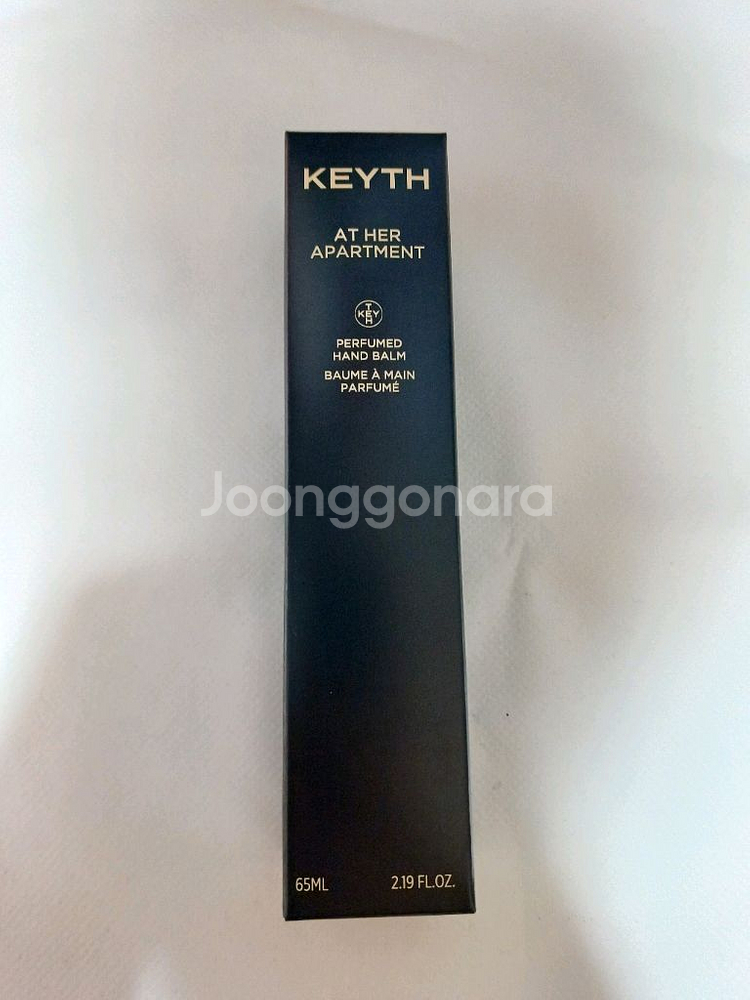 KEYTH
AT HER
APARTMENT
T
KEY
H
PERFUMED
HAND BALM
BAUME À MAIN
PARFUMÉ
Joonggonara
65ML 2.19 FL.OZ.